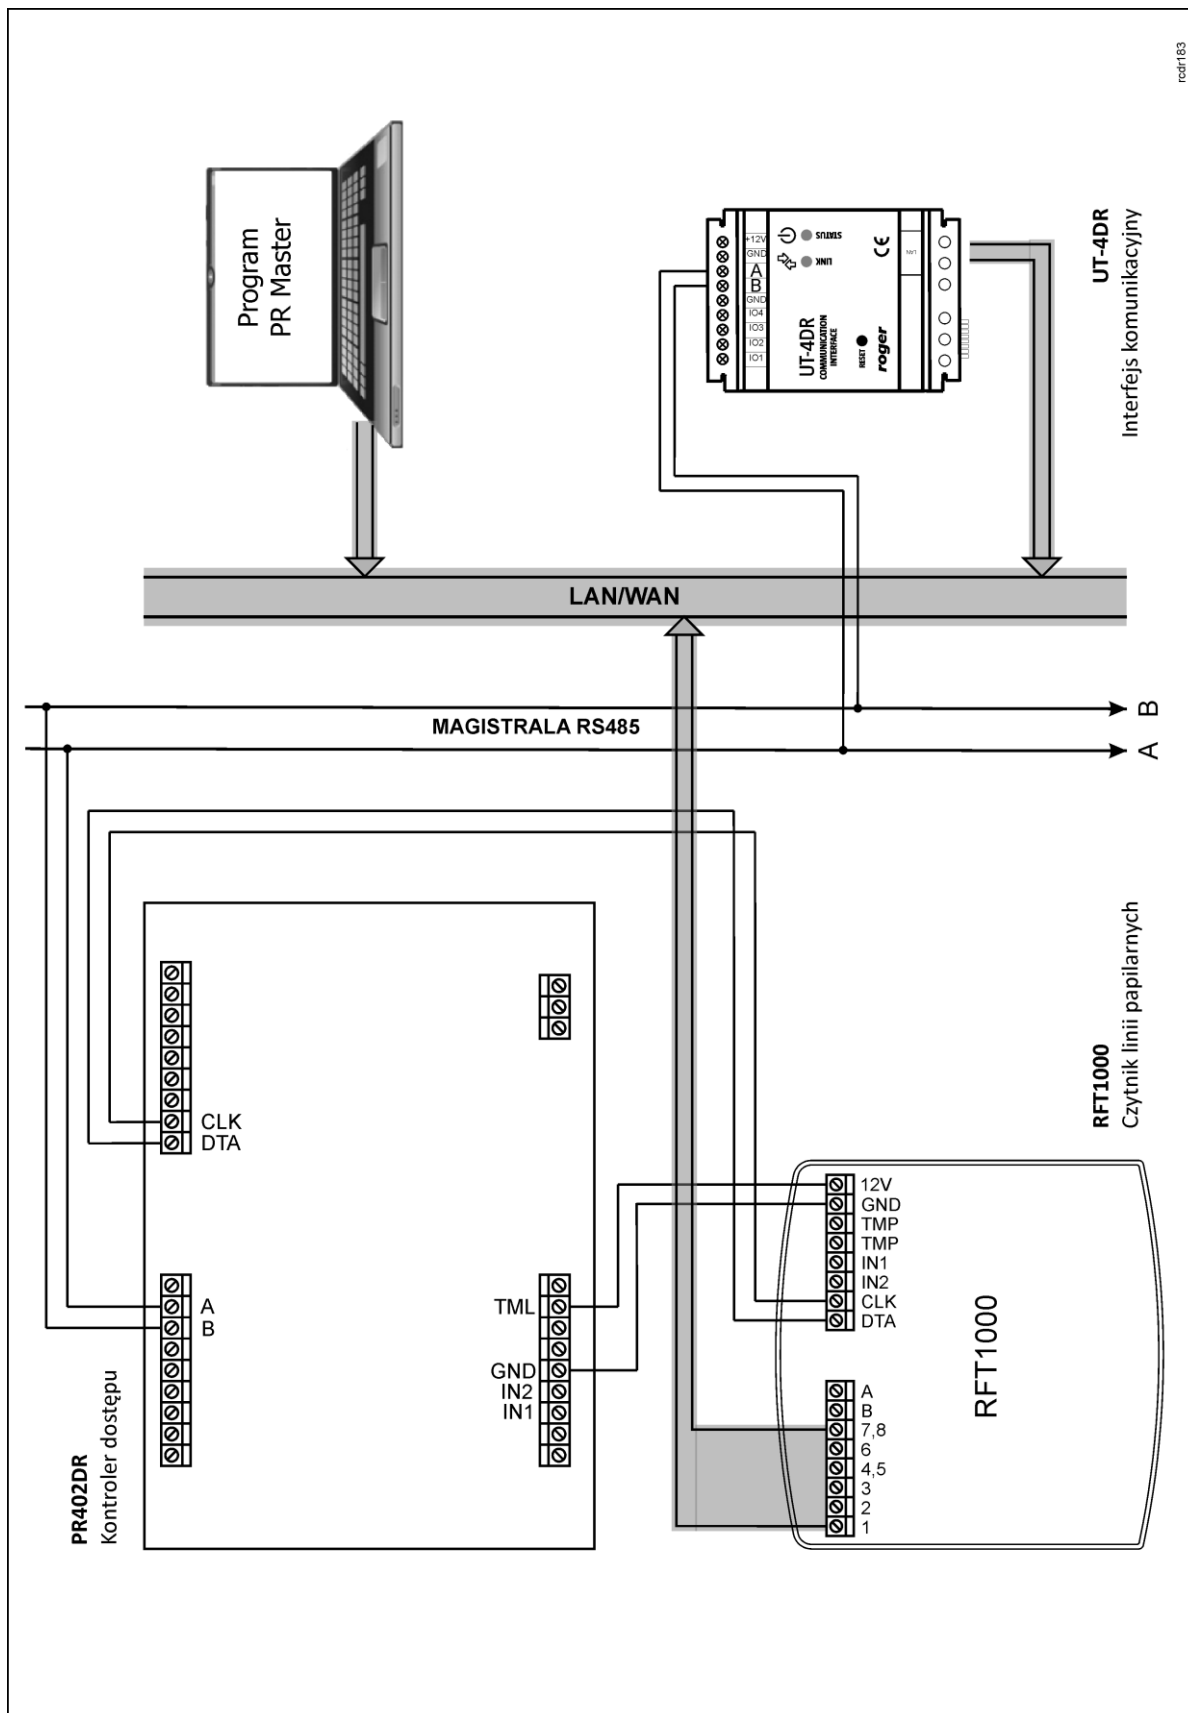 rcdr183
Program
PR Master
+12V
GND
A
B
GND
IO4
IO3
IO2
IO1
STATUS
LINK
UT-4DR
COMMUNICATION
INTERFACE
RESET
roger
CE
LAN
UT-4DR
Interfejs komunikacyjny
LAN/WAN
MAGISTRALA RS485
B
A
CLK
DTA
A
B
TML
GND
IN2
IN1
PR402DR
Kontroler dostępu
RFT1000
Czytnik linii papilarnych
12V
GND
TMP
TMP
IN1
IN2
CLK
DTA
A
B
7,8
6
4,5
3
2
1
RFT1000